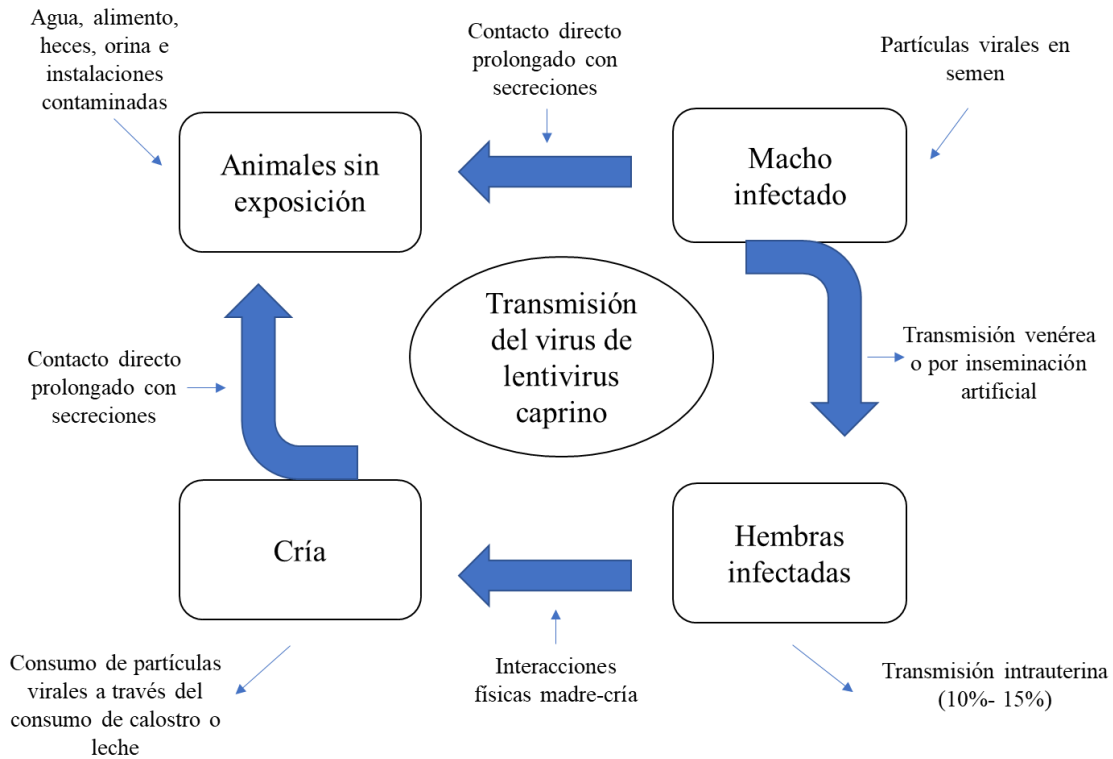 Agua, alimento,
heces, orina e
instalaciones
contaminadas
Contacto directo
prolongado con
secreciones
Partículas virales en
semen
Animales sin
exposición
Macho
infectado
Transmisión
del virus de
lentivirus
caprino
Contacto directo
prolongado con
secreciones
Transmisión venérea
o por inseminación
artificial
Cría
Hembras
infectadas
Consumo de partículas
virales a través del
consumo de calostro o
leche
Interacciones
físicas madre-cría
Transmisión intrauterina
(10%- 15%)